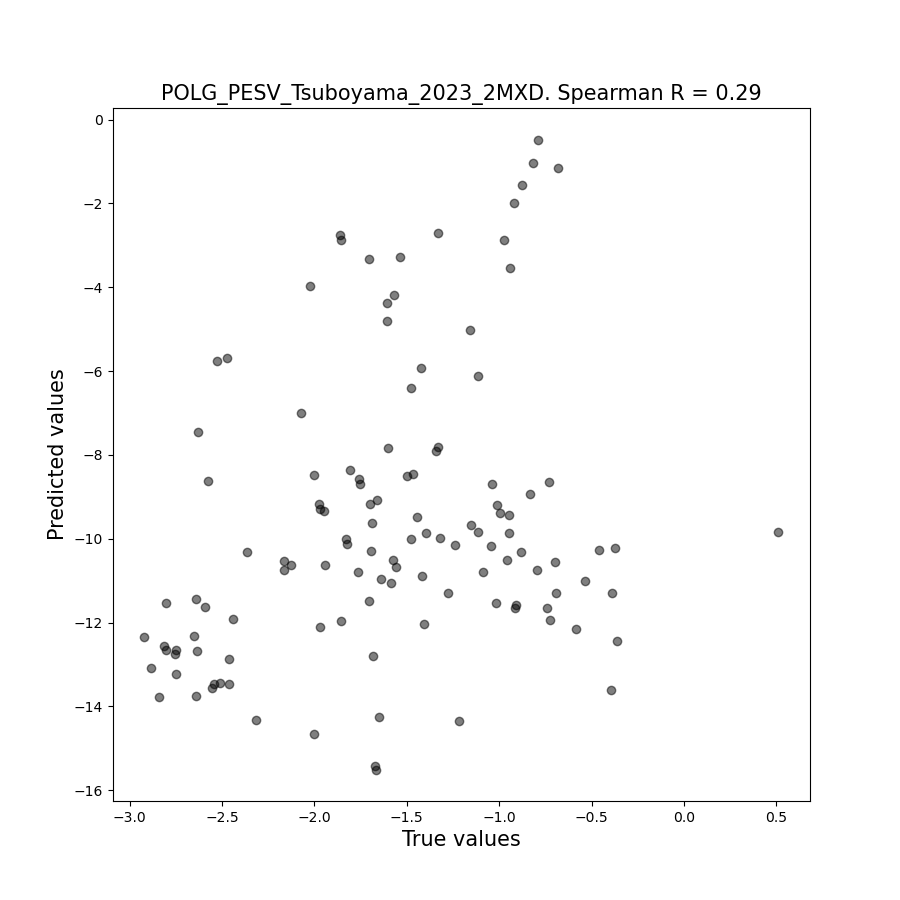 POLG_PESV_Tsuboyama_2023_2MXD. Spearman R = 0.29
0
−2
−4
−6
−8
−10
−12
−14
−16
Predicted values
−3.0 −2.5 −2.0 −1.5 −1.0 −0.5 0.0 0.5
True values